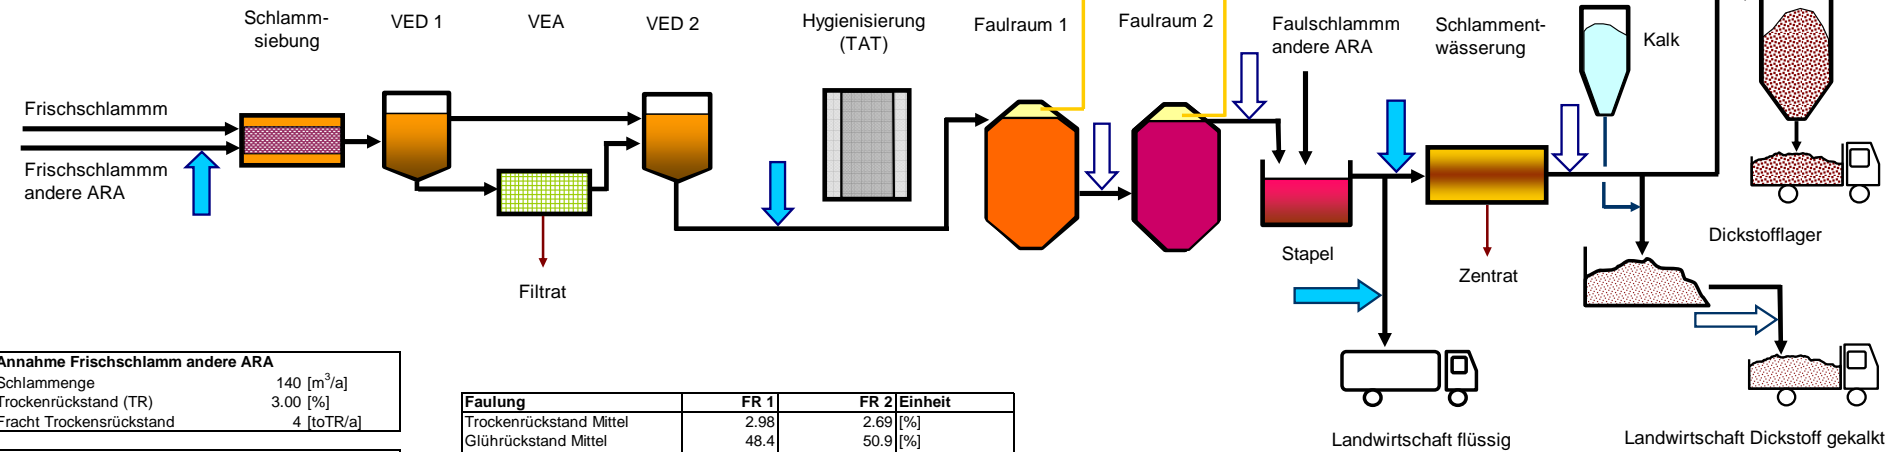 Schlamm-
siebung
VED 1
VEA
VED 2
Hygienisierung
(TAT)
Faulraum 1
Faulraum 2
Faulschlammm
andere ARA
Schlammment-
wässerung
Kalk
Frischschlammm
Frischschlammm
andere ARA
Filtrat
Stapel
Zentrat
Dickstofflager
Landwirtschaft flüssig
Landwirtschaft Dickstoff gekalkt
Annahme Frischschlamm andere ARA
Schlammenge 140 [m³/a]
Trockenrückstand (TR) 3.00 [%]
Fracht Trockensrückstand 4 [toTR/a]
Faulung FR 1 FR 2 Einheit
Trockenrückstand Mittel 2.98 2.69 [%]
Glührückstand Mittel 48.4 50.9 [%]